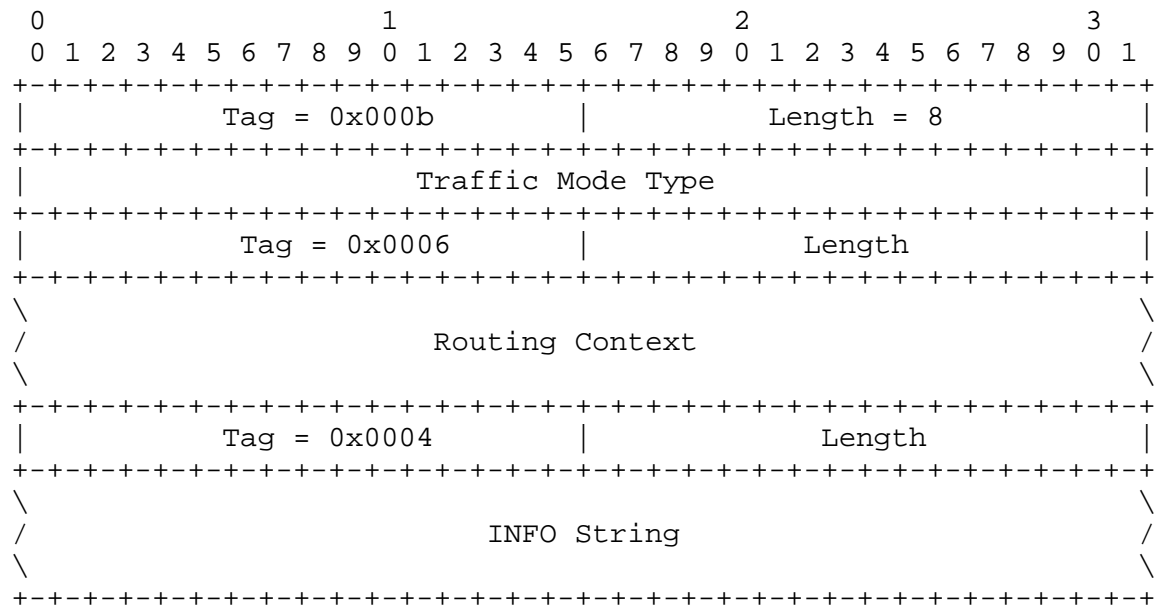 0                   1                   2                   3
 0 1 2 3 4 5 6 7 8 9 0 1 2 3 4 5 6 7 8 9 0 1 2 3 4 5 6 7 8 9 0 1
+-+-+-+-+-+-+-+-+-+-+-+-+-+-+-+-+-+-+-+-+-+-+-+-+-+-+-+-+-+-+-+-+
|           Tag = 0x000b        |          Length = 8           |
+-+-+-+-+-+-+-+-+-+-+-+-+-+-+-+-+-+-+-+-+-+-+-+-+-+-+-+-+-+-+-+-+
|                      Traffic Mode Type                        |
+-+-+-+-+-+-+-+-+-+-+-+-+-+-+-+-+-+-+-+-+-+-+-+-+-+-+-+-+-+-+-+-+
|            Tag = 0x0006       |            Length             |
+-+-+-+-+-+-+-+-+-+-+-+-+-+-+-+-+-+-+-+-+-+-+-+-+-+-+-+-+-+-+-+-+
\                                                               \
/                       Routing Context                         /
\                                                               \
+-+-+-+-+-+-+-+-+-+-+-+-+-+-+-+-+-+-+-+-+-+-+-+-+-+-+-+-+-+-+-+-+
|           Tag = 0x0004        |             Length            |
+-+-+-+-+-+-+-+-+-+-+-+-+-+-+-+-+-+-+-+-+-+-+-+-+-+-+-+-+-+-+-+-+
\                                                               \
/                          INFO String                          /
\                                                               \
+-+-+-+-+-+-+-+-+-+-+-+-+-+-+-+-+-+-+-+-+-+-+-+-+-+-+-+-+-+-+-+-+